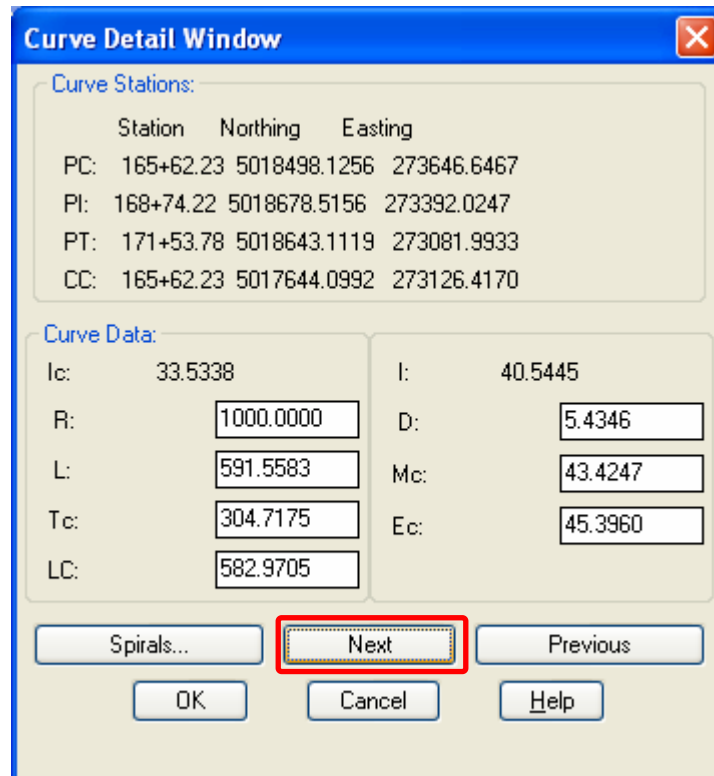 Curve Detail Window
Curve Stations:
Station Northing Easting
PC: 165+62.23 5018498.1256 273646.6467
PI: 168+74.22 5018678.5156 273392.0247
PT: 171+53.78 5018643.1119 273081.9933
CC: 165+62.23 5017644.0992 273126.4170
Curve Data:
Ic: 33.5338 I: 40.5445
R: 1000.0000 D: 5.4346
L: 591.5583 Mc: 43.4247
Tc: 304.7175 Ec: 45.3960
LC: 582.9705
Spirals... Next Previous
OK Cancel Help